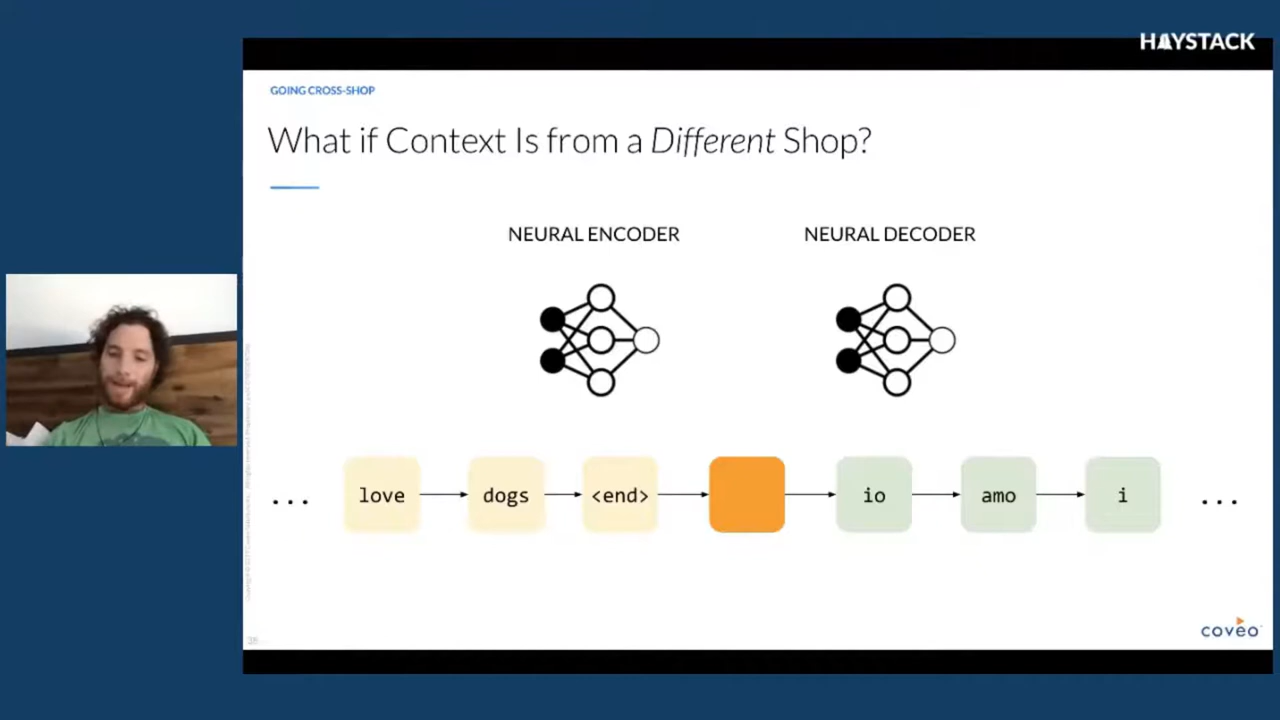 HAYSTACK
GOING CROSS-SHOP
What if Context Is from a Different Shop?
NEURAL ENCODER
NEURAL DECODER
... love dogs <end> io amo i ...
coveo